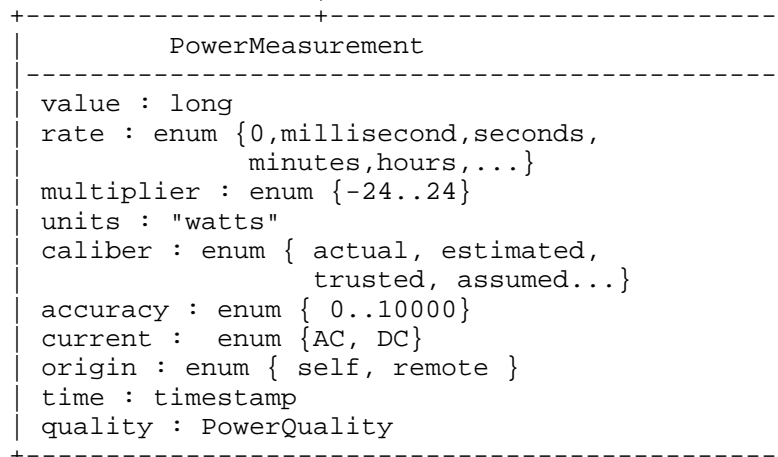 +------------------+----------------------------
|         PowerMeasurement
|-----------------------------------------------
| value : long
| rate : enum {0,millisecond,seconds,
|              minutes,hours,...}
| multiplier : enum {-24..24}
| units : "watts"
| caliber : enum { actual, estimated,
|                  trusted, assumed...}
| accuracy : enum { 0..10000}
| current :  enum {AC, DC}
| origin : enum { self, remote }
| time : timestamp
| quality : PowerQuality
+-----------------------------------------------